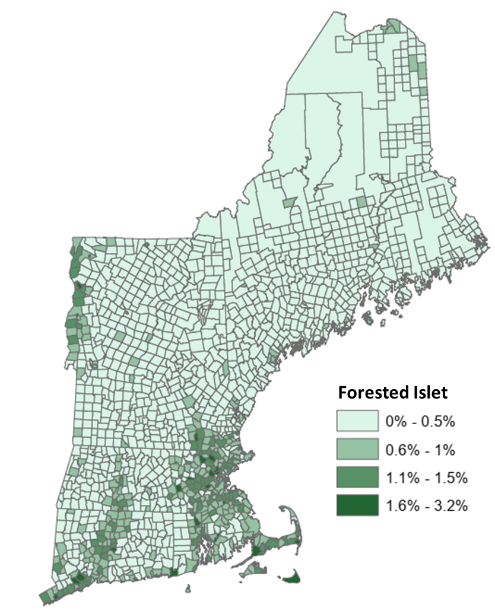 Forested Islet
0% - 0.5%
0.6% - 1%
1.1% - 1.5%
1.6% - 3.2%